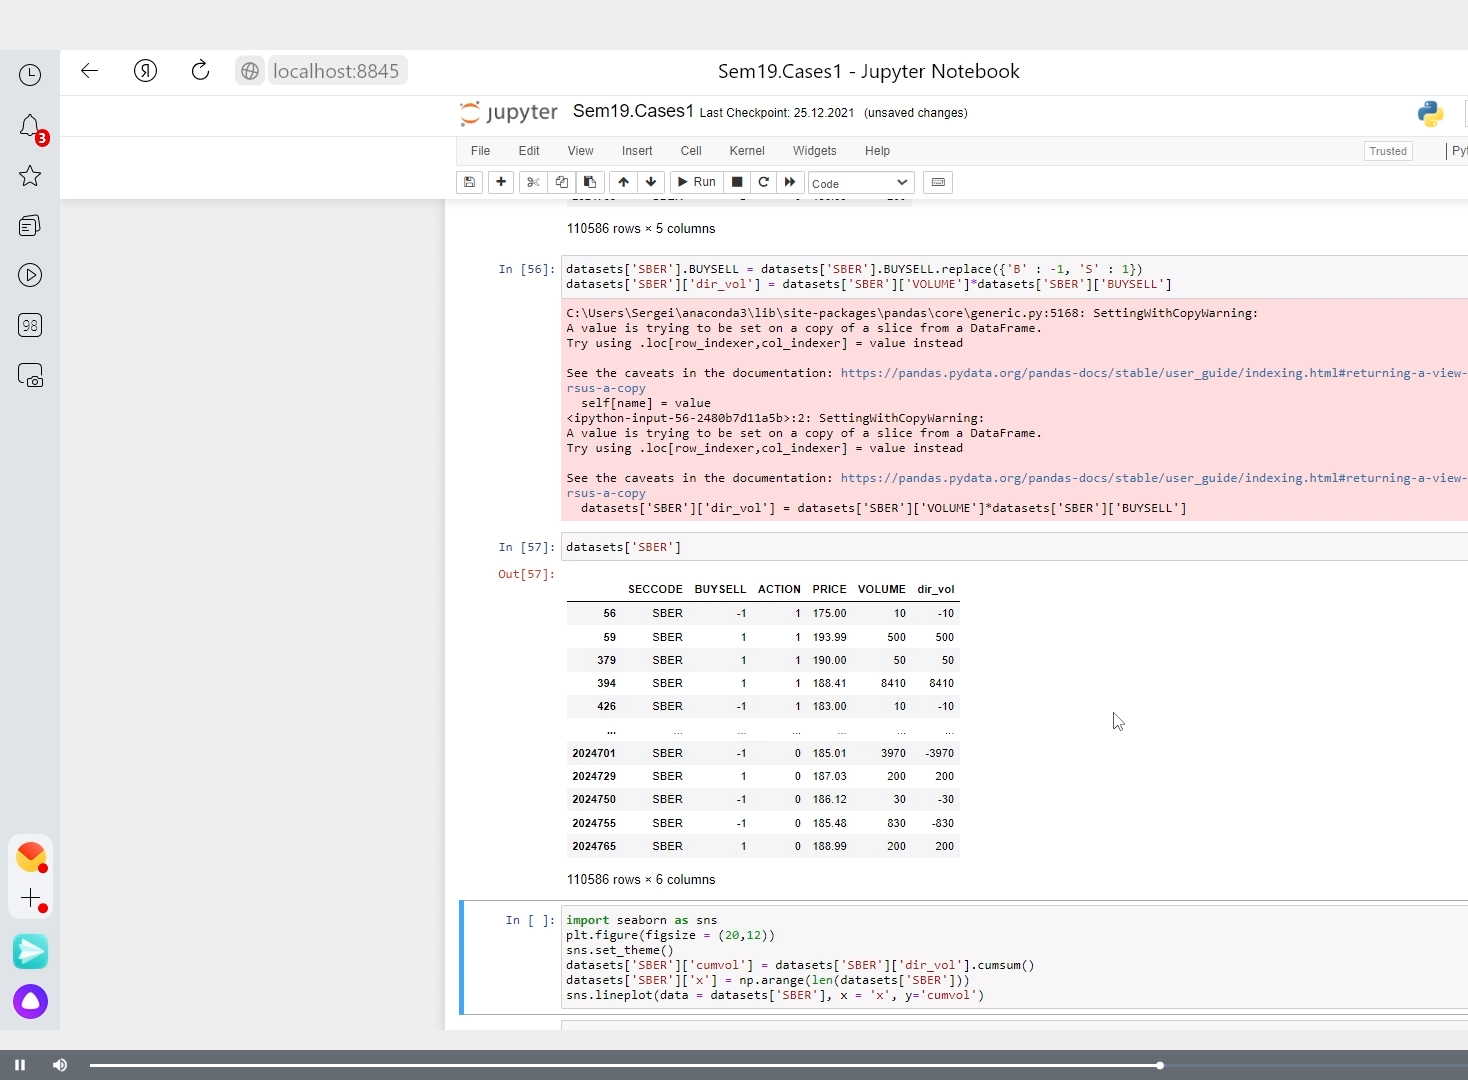 localhost:8845
Sem19.Cases1 - Jupyter Notebook
3
98
jupyter Sem19.Cases1 Last Checkpoint: 25.12.2021 (unsaved changes)
File Edit View Insert Cell Kernel Widgets Help
Trusted
Run
Code
110586 rows × 5 columns
In [56]: datasets['SBER'].BUYSELL = datasets['SBER'].BUYSELL.replace({'B' : -1, 'S' : 1})
datasets['SBER']['dir_vol'] = datasets['SBER']['VOLUME']*datasets['SBER']['BUYSELL']
C:\Users\Sergei\anaconda3\lib\site-packages\pandas\core\generic.py:5168: SettingWithCopyWarning:
A value is trying to be set on a copy of a slice from a DataFrame.
Try using .loc[row_indexer,col_indexer] = value instead
See the caveats in the documentation: https://pandas.pydata.org/pandas-docs/stable/user_guide/indexing.html#returning-a-view-
rsus-a-copy
self[name] = value
<ipython-input-56-2480b7d11a5b>:2: SettingWithCopyWarning:
A value is trying to be set on a copy of a slice from a DataFrame.
Try using .loc[row_indexer,col_indexer] = value instead
See the caveats in the documentation: https://pandas.pydata.org/pandas-docs/stable/user_guide/indexing.html#returning-a-view-
rsus-a-copy
datasets['SBER']['dir_vol'] = datasets['SBER']['VOLUME']*datasets['SBER']['BUYSELL']
In [57]: datasets['SBER']
Out[57]:
SECCODE BUYSELL ACTION PRICE VOLUME dir_vol
56 SBER -1 1 175.00 10 -10
59 SBER 1 1 193.99 500 500
379 SBER 1 1 190.00 50 50
394 SBER 1 1 188.41 8410 8410
426 SBER -1 1 183.00 10 -10
... ... ... ... ... ... ...
2024701 SBER -1 0 185.01 3970 -3970
2024729 SBER 1 0 187.03 200 200
2024750 SBER -1 0 186.12 30 -30
2024755 SBER -1 0 185.48 830 -830
2024765 SBER 1 0 188.99 200 200
110586 rows × 6 columns
In [ ]: import seaborn as sns
plt.figure(figsize = (20,12))
sns.set_theme()
datasets['SBER']['cumvol'] = datasets['SBER']['dir_vol'].cumsum()
datasets['SBER']['x'] = np.arange(len(datasets['SBER']))
sns.lineplot(data = datasets['SBER'], x = 'x', y='cumvol')